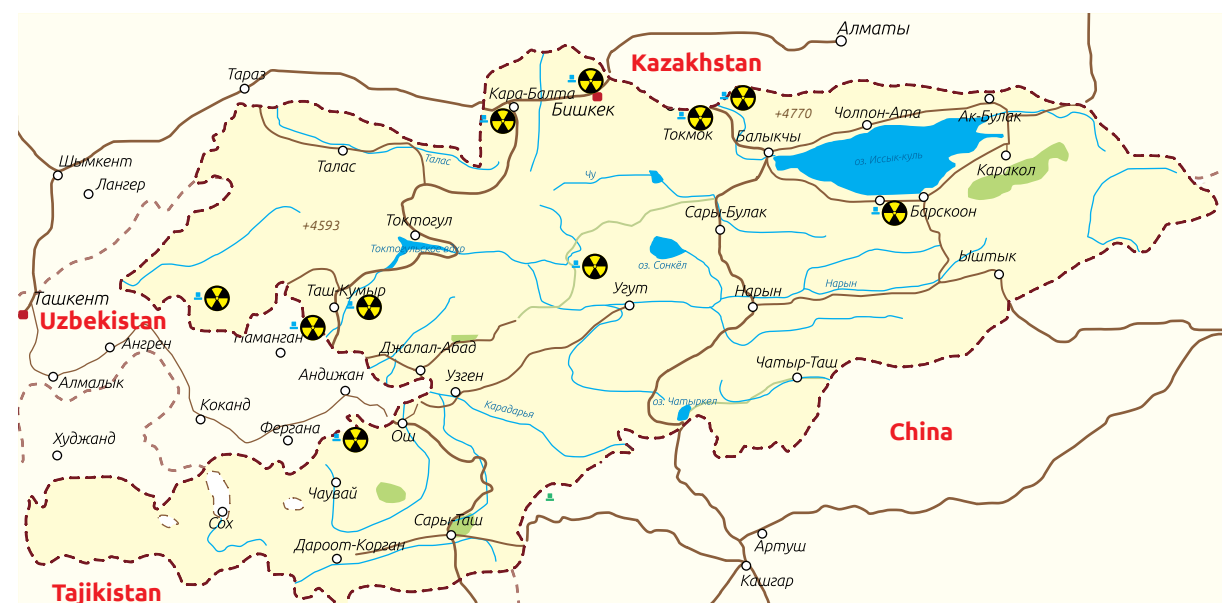 Алматы
Kazakhstan
Тараз
Кара-Балта
Бишкек
+4770
Чолпон-Ата
Ак-Булак
Токмок
Балыкчы
Талас
Талас
оз. Иссык-куль
Каракол
Шымкент
Лангер
Чу
Сары-Булак
Барскоон
+4593
Токтогул
Токтогульское вдхо
оз. Сонкёл
Ыштык
Таш-Кумыр
Угут
Нарын
Нарын
Ташкент
Uzbekistan
Наманган
Ангрен
Джалал-Абад
Чатыр-Таш
Алмалык
Андижан
Узген
оз. Чатыркел
Коканд
Карадарья
Фергана
Ош
China
Худжанд
Чаувай
Сох
Сары-Таш
Дароот-Корган
Артуш
Кашгар
Tajikistan